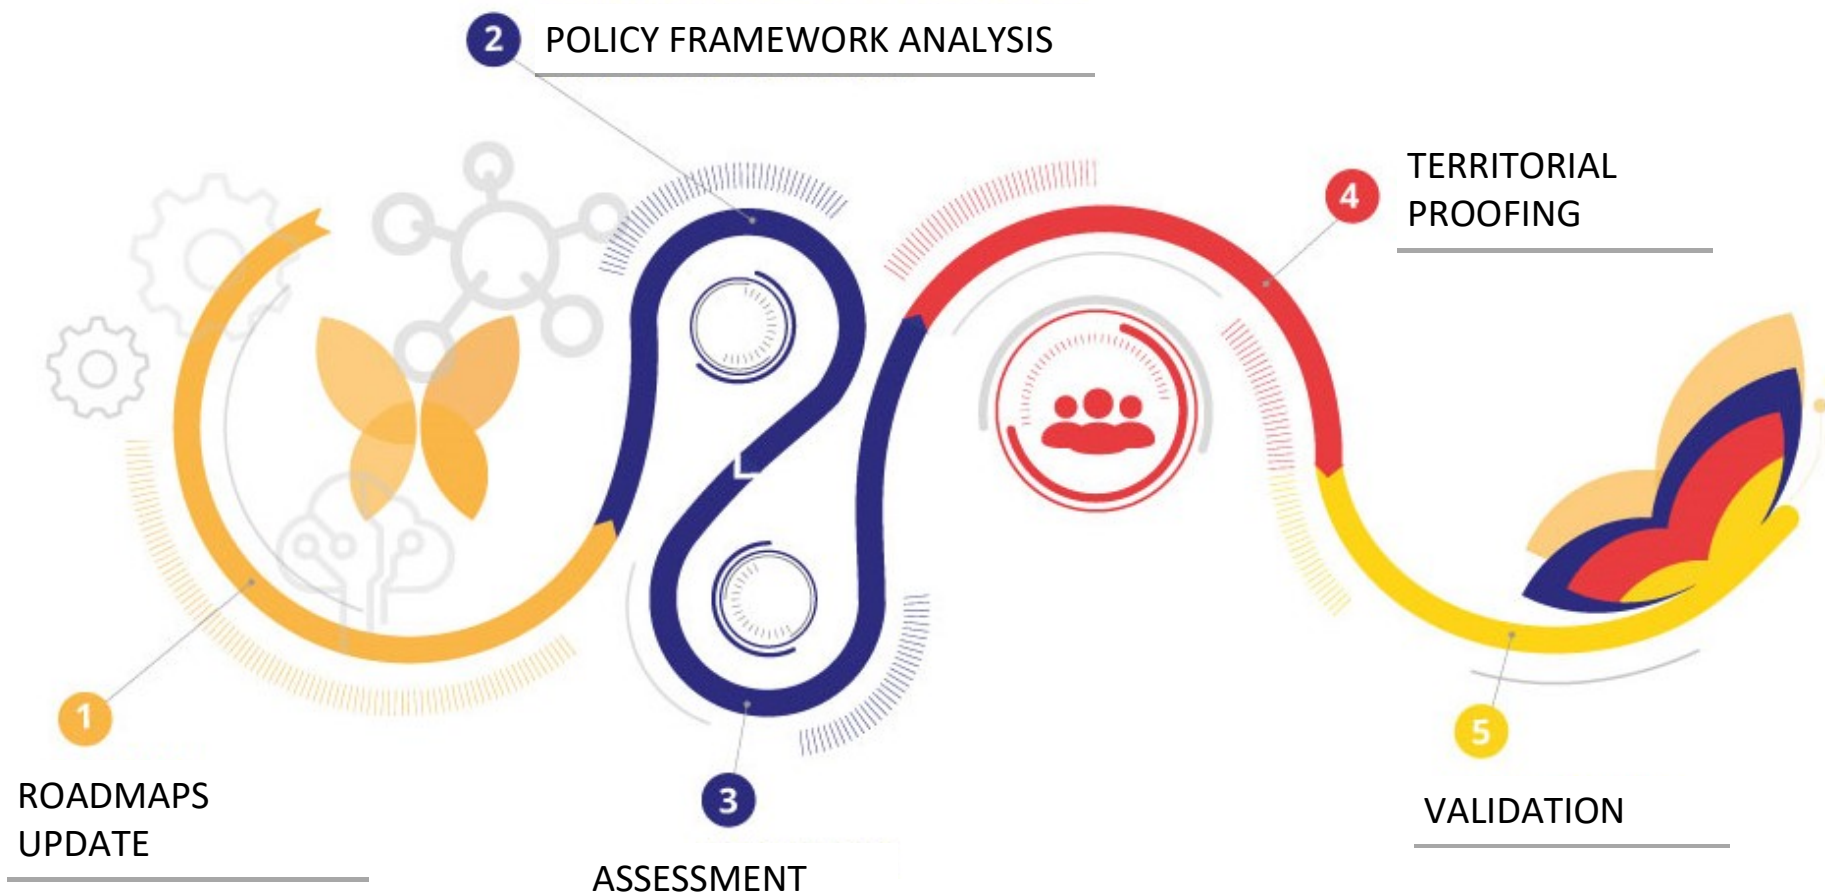 2
POLICY FRAMEWORK ANALYSIS
4
TERRITORIAL
PROOFING
1
ROADMAPS
UPDATE
3
ASSESSMENT
5
VALIDATION